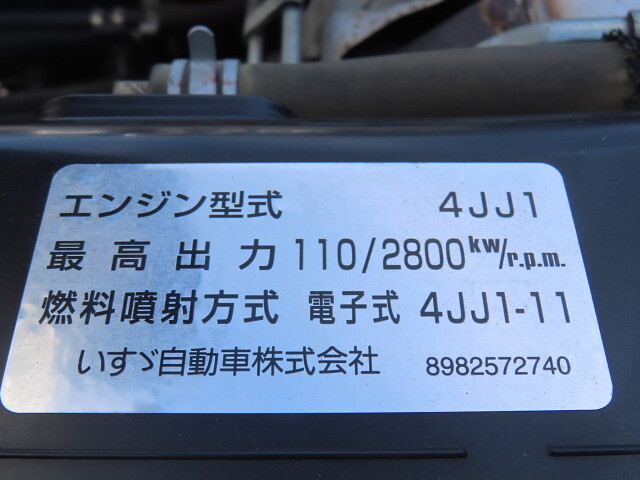 エンジン型式 4JJ1
最高出力 110/2800kw/r.p.m.
燃料噴射方式 電子式 4JJ1-11
いすゞ自動車株式会社 8982572740